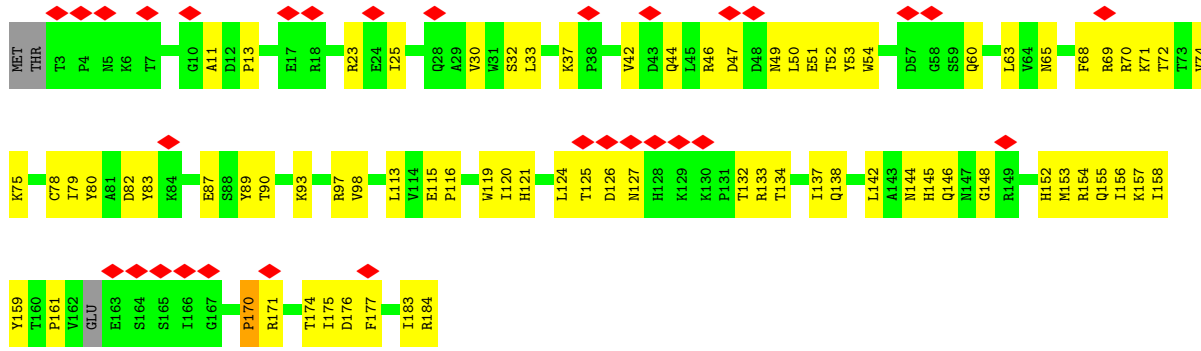 MET THR T3 P4 N5 K6 T7 G10 A11 D12 P13 E17 R18 R23 E24 I25 Q28 A29 V30 W31 S32 L33 K37 P38 V42 D43 Q44 L45 R46 D47 D48 N49 L50 E51 T52 Y53 W54 D57 G58 S59 Q60 L63 V64 N65 F68 R69 R70 K71 T72 T73 V74
K75 C78 I79 Y80 A81 D82 Y83 K84 E87 S88 Y89 T90 K93 R97 V98 L113 V114 E115 P116 W119 I120 H121 L124 T125 D126 N127 H128 K129 K130 P131 T132 R133 T134 I137 Q138 L142 A143 N144 H145 Q146 N147 G148 R149 H152 M153 R154 Q155 I156 K157 I158
Y159 T160 P161 V162 GLU E163 S164 S165 I166 G167 P170 R171 T174 I175 D176 F177 I183 R184